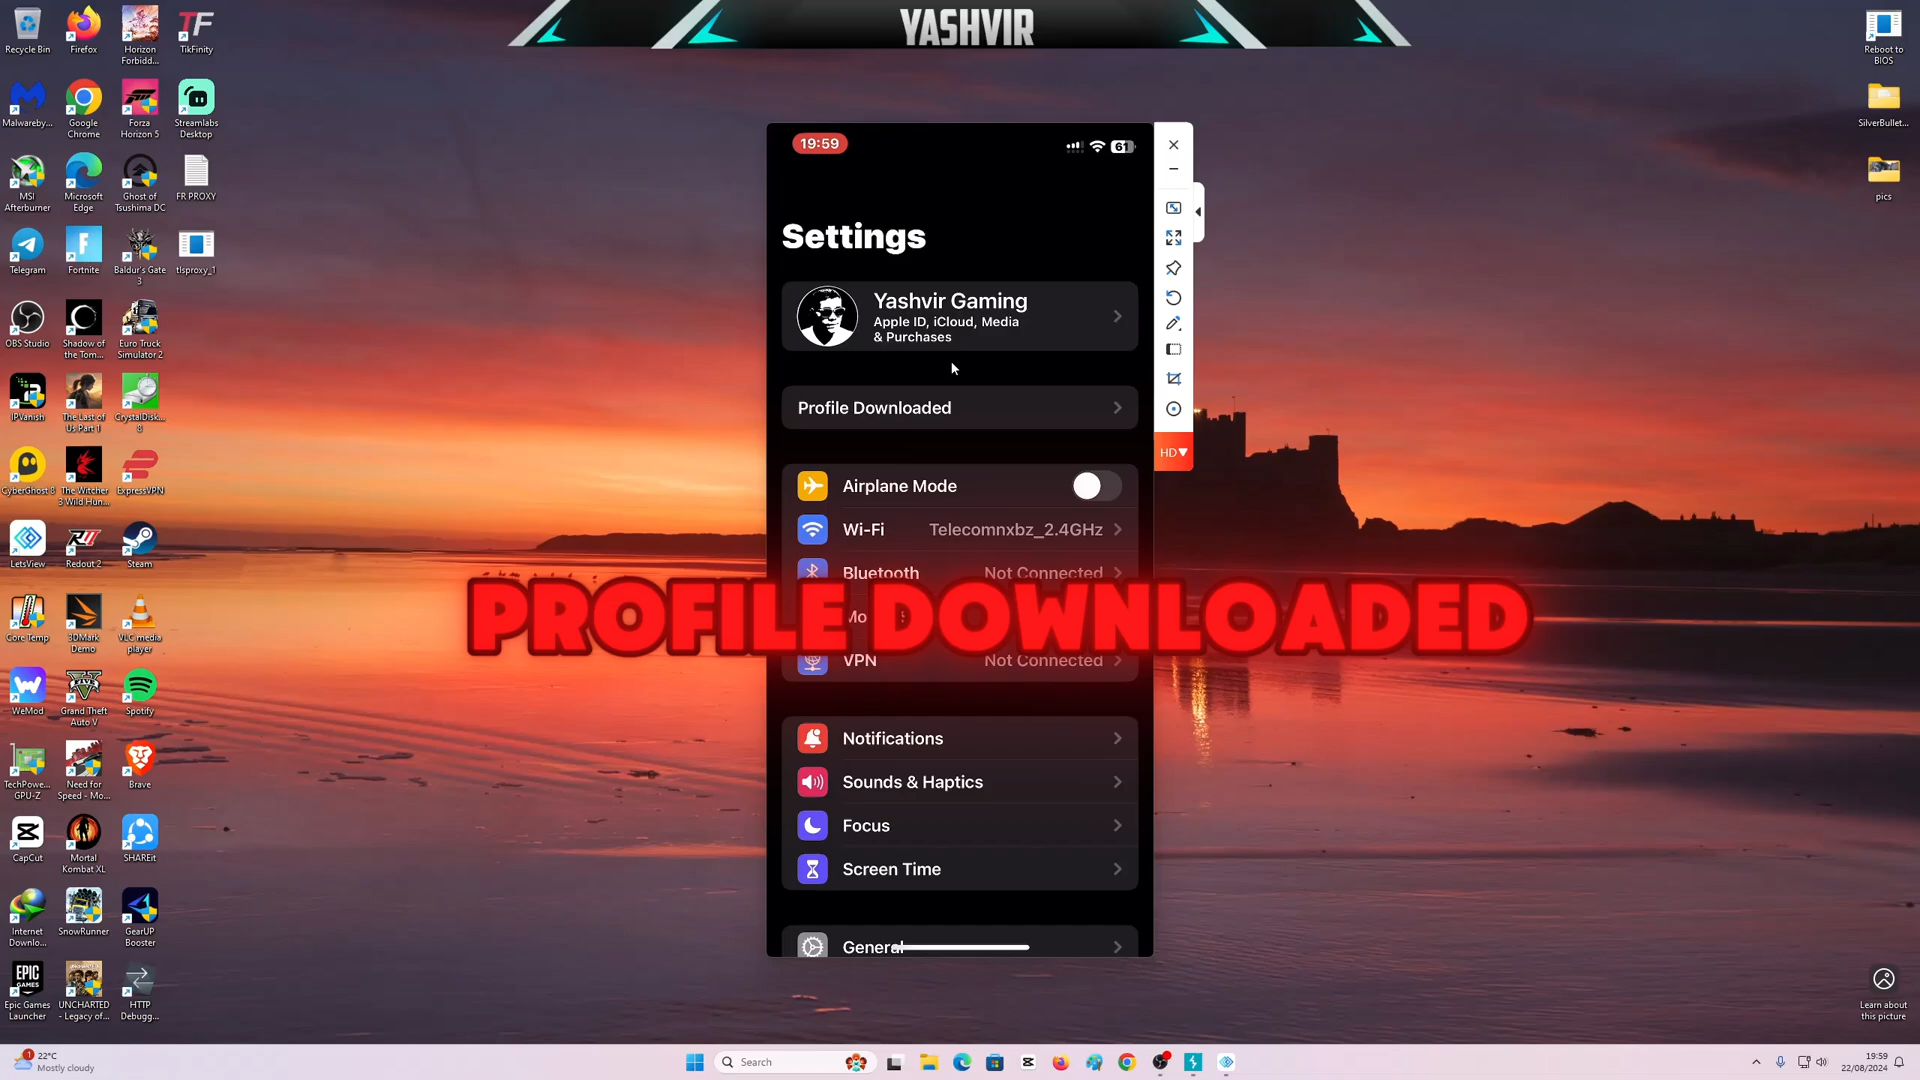 YASHVIR
Recycle Bin
Firefox
Horizon
Forbidd...
TikFinity
Malwareby...
Google
Chrome
Forza
Horizon 5
Streamlabs
Desktop
MSI
Afterburner
Microsoft
Edge
Ghost of
Tsushima DC
FR PROXY
Telegram
Fortnite
Baldur's Gate
3
tlsproxy_1
OBS Studio
Shadow of
the Tom...
Euro Truck
Simulator 2
IPVanish
The Last of
Us Part 1
CrystalDisk...
8
CyberGhost 8
The Witcher
3 Wild Hun...
ExpressVPN
LetsView
Redout 2
Steam
Core Temp
3DMark
Demo
VLC media
player
WeMod
Grand Theft
Auto V
Spotify
TechPowe...
GPU-Z
Need for
Speed - Mo...
Brave
CapCut
Mortal
Kombat XL
SHAREit
Internet
Downlo...
SnowRunner
GearUP
Booster
EPIC
GAMES
Epic Games
Launcher
UNCHARTED
- Legacy of...
HTTP
Debugg...
19:59
61
Settings
Yashvir Gaming
Apple ID, iCloud, Media
& Purchases
Profile Downloaded
Airplane Mode
Wi-Fi Telecomnxbz_2.4GHz
Bluetooth Not Connected
PROFILE DOWNLOADED
VPN Not Connected
Notifications
Sounds & Haptics
Focus
Screen Time
General
HD
Reboot to
BIOS
SilverBullet...
pics
Learn about
this picture
1
22°C
Mostly cloudy
Search
19:59
22/08/2024